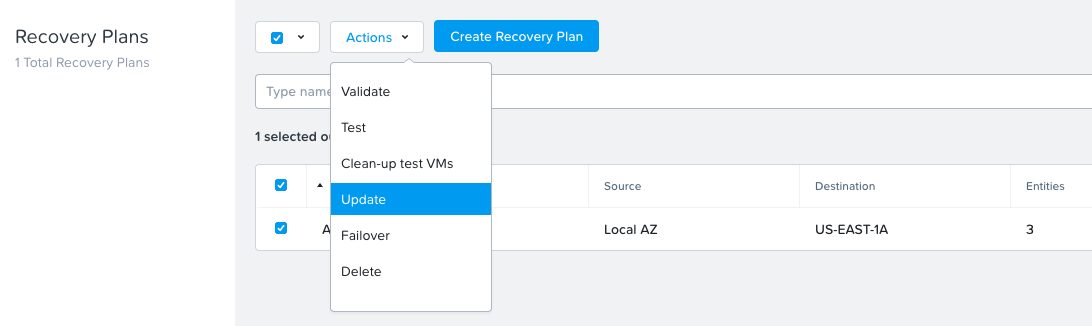 Recovery Plans
1 Total Recovery Plans
Actions
Create Recovery Plan
Type
Validate
Test
Clean-up test VMs
Update
Failover
Delete
1 selected
Source
Destination
Entities
Local AZ
US-EAST-1A
3